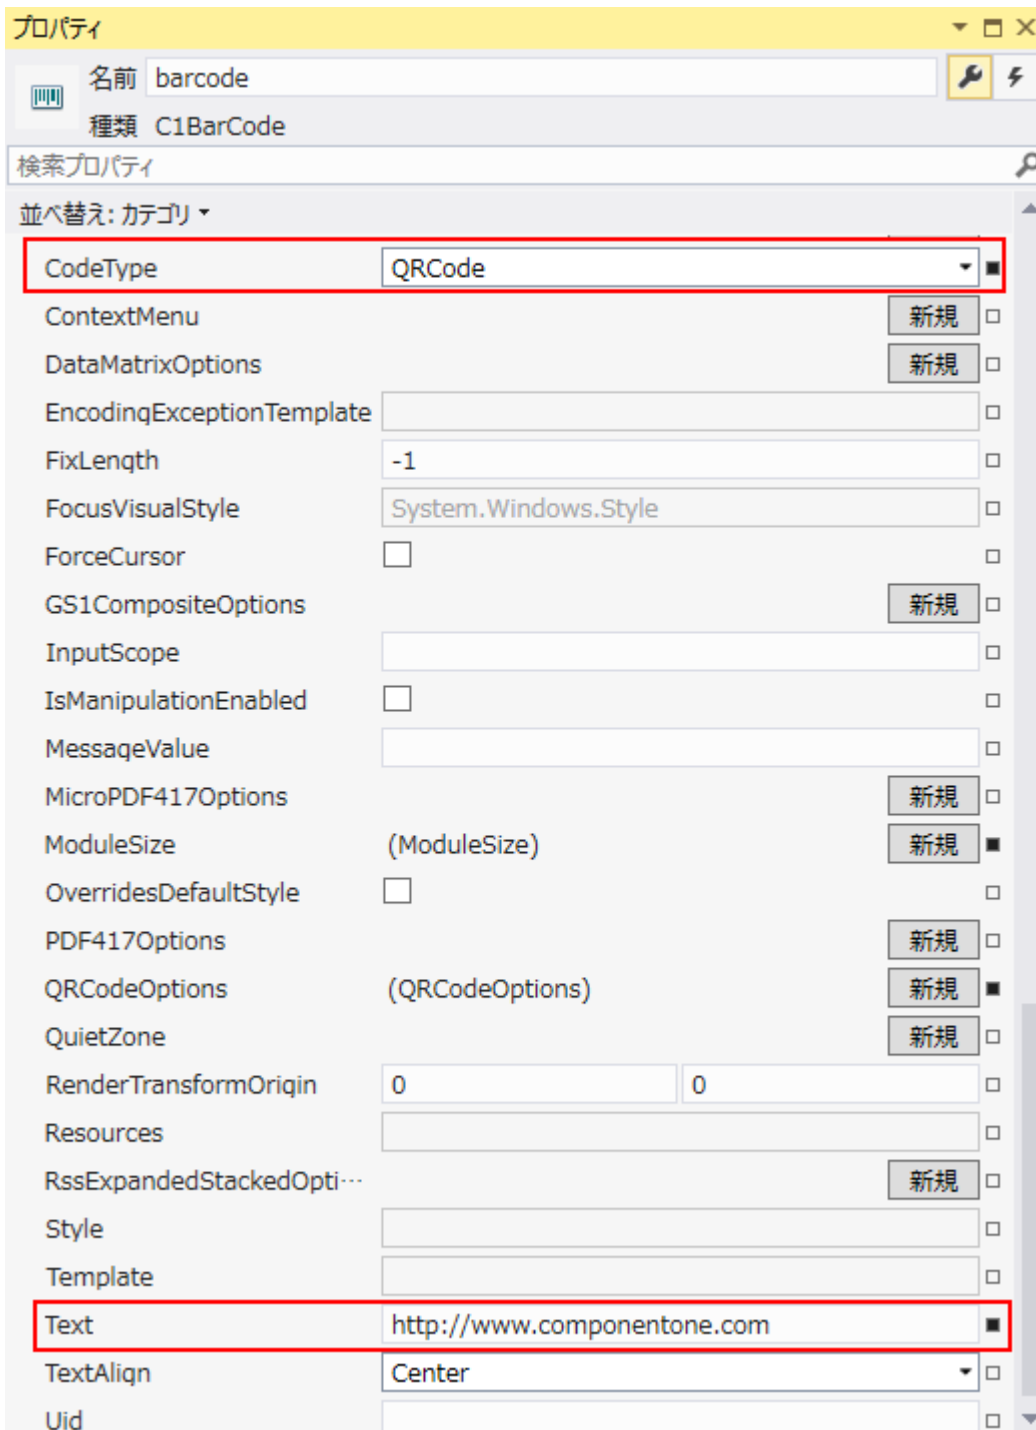 プロパティ
名前 barcode
種類 C1BarCode
検索プロパティ
並べ替え: カテゴリ
CodeType QRCode
ContextMenu 新規
DataMatrixOptions 新規
EncodingExceptionTemplate
FixLength -1
FocusVisualStyle System.Windows.Style
ForceCursor
GS1CompositeOptions 新規
InputScope
IsManipulationEnabled
MessageValue
MicroPDF417Options 新規
ModuleSize (ModuleSize) 新規
OverridesDefaultStyle
PDF417Options 新規
QRCodeOptions (QRCodeOptions) 新規
QuietZone 新規
RenderTransformOrigin 0 0
Resources
RssExpandedStackedOpti… 新規
Style
Template
Text http://www.componentone.com
TextAlign Center
Uid